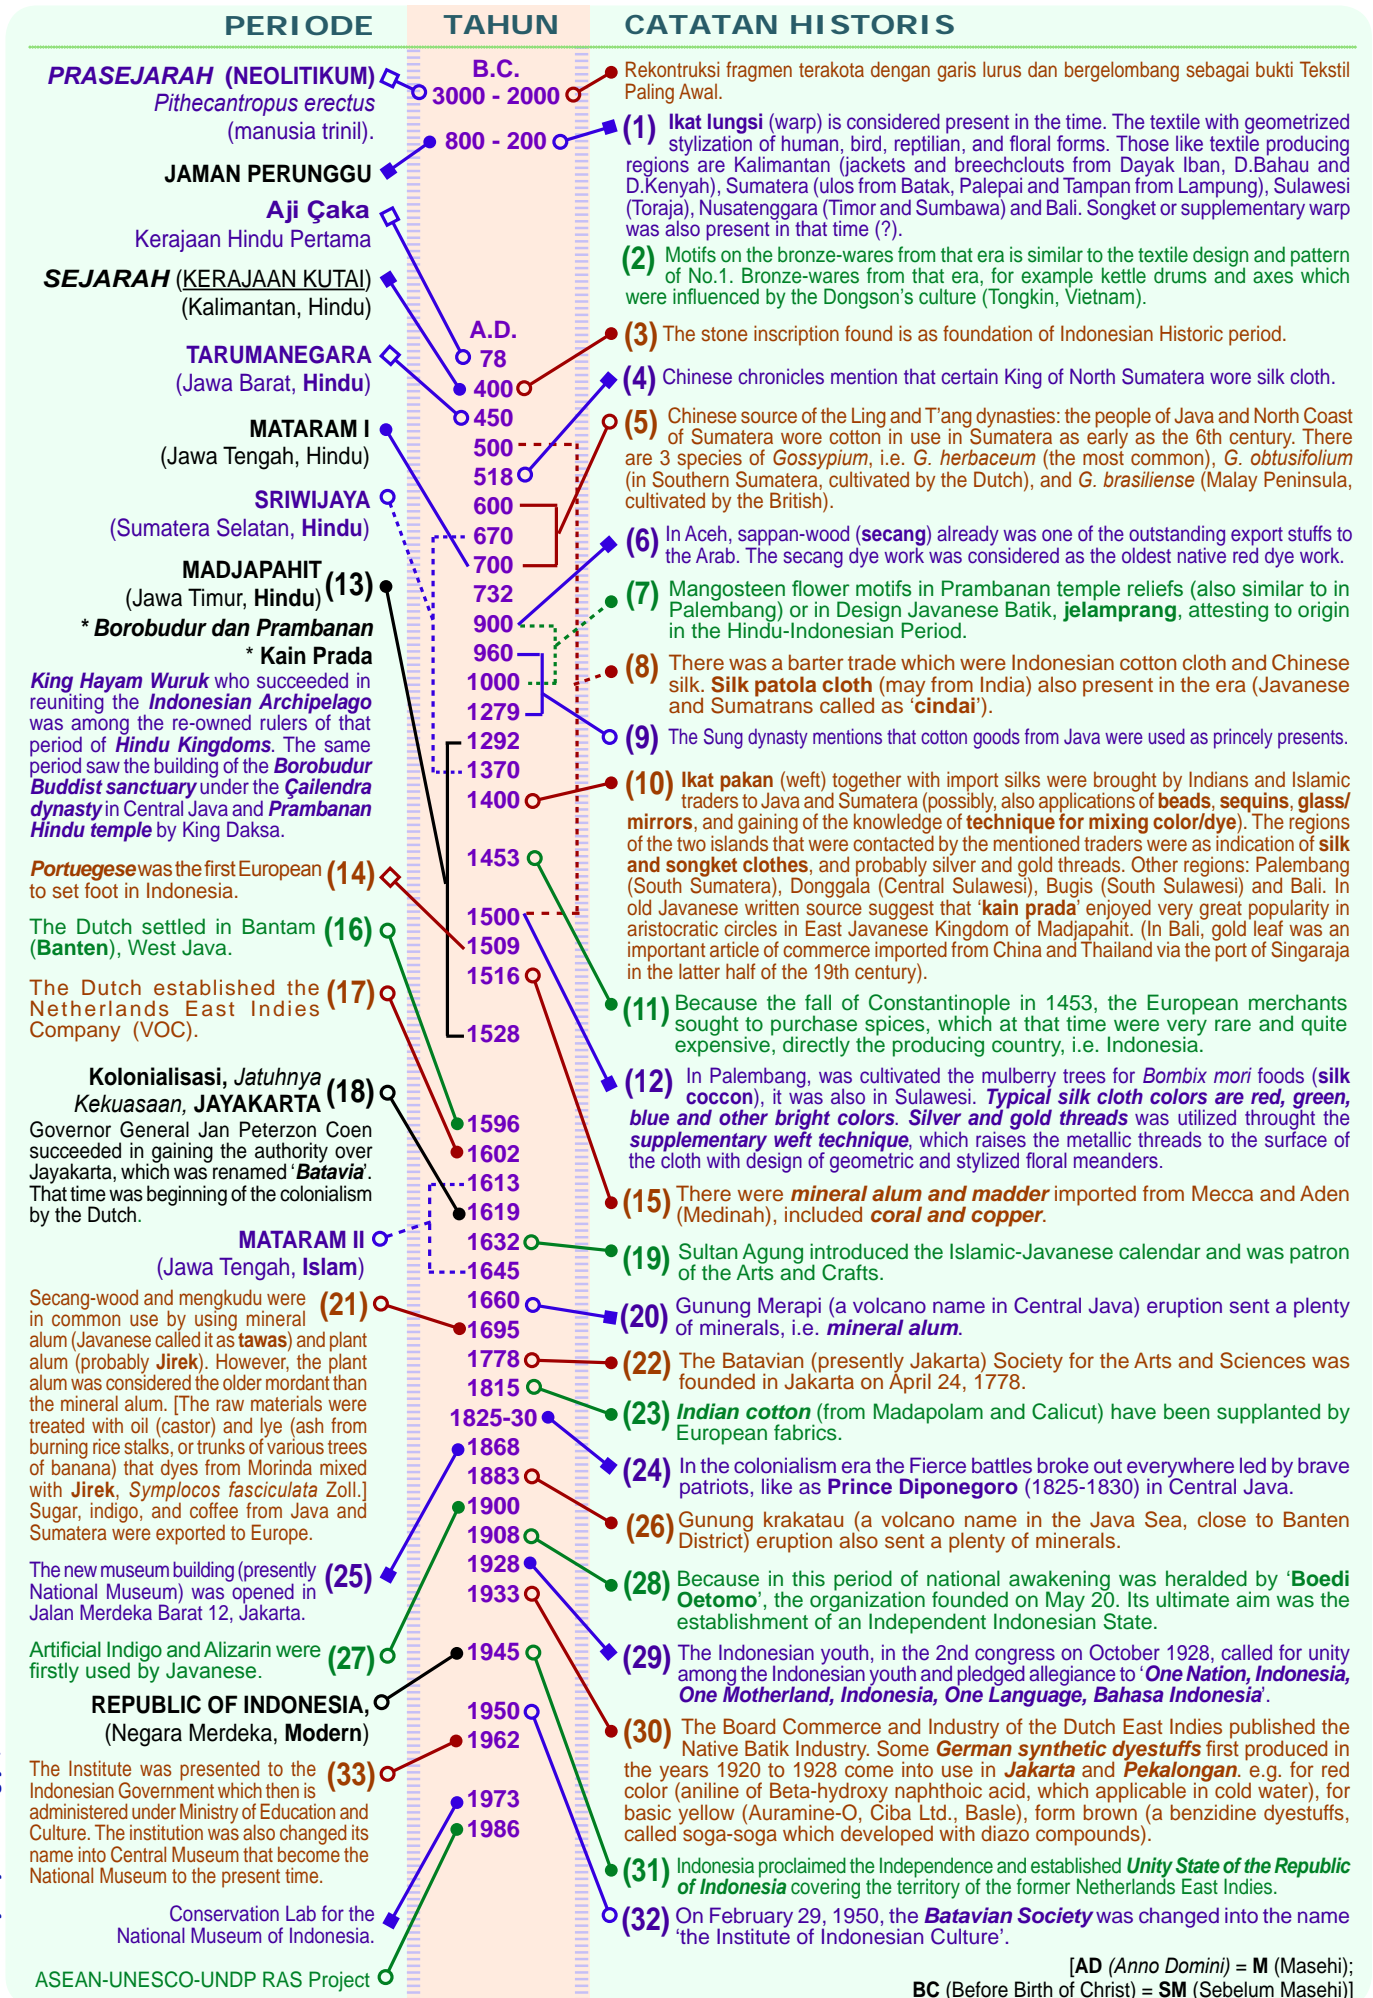 PERIODE
TAHUN
CATATAN HISTORIS
PRASEJARAH (NEOLITIKUM)
Pithecantropus erectus
(manusia trinil).
JAMAN PERUNGGU
Aji Çaka
Kerajaan Hindu Pertama
SEJARAH (KERAJAAN KUTAI)
(Kalimantan, Hindu)
TARUMANEGARA
(Jawa Barat, Hindu)
MATARAM I
(Jawa Tengah, Hindu)
SRIWIJAYA
(Sumatera Selatan, Hindu)
MADJAPAHIT
(Jawa Timur, Hindu) (13)
* Borobudur dan Prambanan
* Kain Prada
King Hayam Wuruk who succeeded in
reuniting the Indonesian Archipelago
was among the re-owned rulers of that
period of Hindu Kingdoms. The same
period saw the building of the Borobudur
Buddist sanctuary under the Çailendra
dynasty in Central Java and Prambanan
Hindu temple by King Daksa.
Portuegese was the first European (14)
to set foot in Indonesia.
The Dutch settled in Bantam (16)
(Banten), West Java.
The Dutch established the (17)
Netherlands East Indies
Company (VOC).
Kolonialisasi, Jatuhnya (18)
Kekuasaan, JAYAKARTA
Governor General Jan Peterzon Coen
succeeded in gaining the authority over
Jayakarta, which was renamed ‘Batavia’.
That time was beginning of the colonialism
by the Dutch.
MATARAM II
(Jawa Tengah, Islam)
Secang-wood and mengkudu were (21)
in common use by using mineral
alum (Javanese called it as tawas) and plant
alum (probably Jirek). However, the plant
alum was considered the older mordant than
the mineral alum. [The raw materials were
treated with oil (castor) and lye (ash from
burning rice stalks, or trunks of various trees
of banana) that dyes from Morinda mixed
with Jirek, Symplocos fasciculata Zoll.]
Sugar, indigo, and coffee from Java and
Sumatera were exported to Europe.
The new museum building (presently (25)
National Museum) was opened in
Jalan Merdeka Barat 12, Jakarta.
Artificial Indigo and Alizarin were (27)
firstly used by Javanese.
REPUBLIC OF INDONESIA,
(Negara Merdeka, Modern)
The Institute was presented to the (33)
Indonesian Government which then is
administered under Ministry of Education and
Culture. The institution was also changed its
name into Central Museum that become the
National Museum to the present time.
Conservation Lab for the
National Museum of Indonesia.
ASEAN-UNESCO-UNDP RAS Project
B.C.
3000 - 2000
800 - 200
A.D.
78
400
450
500
518
600
670
700
732
900
960
1000
1279
1292
1370
1400
1453
1500
1509
1516
1528
1596
1602
1613
1619
1632
1645
1660
1695
1778
1815
1825-30
1868
1883
1900
1908
1928
1933
1945
1950
1962
1973
1986
Rekontruksi fragmen terakota dengan garis lurus dan bergelombang sebagai bukti Tekstil
Paling Awal.
(1) Ikat lungsi (warp) is considered present in the time. The textile with geometrized
stylization of human, bird, reptilian, and floral forms. Those like textile producing
regions are Kalimantan (jackets and breechclouts from Dayak Iban, D.Bahau and
D.Kenyah), Sumatera (ulos from Batak, Palepai and Tampan from Lampung), Sulawesi
(Toraja), Nusatenggara (Timor and Sumbawa) and Bali. Songket or supplementary warp
was also present in that time (?).
(2) Motifs on the bronze-wares from that era is similar to the textile design and pattern
of No.1. Bronze-wares from that era, for example kettle drums and axes which
were influenced by the Dongson’s culture (Tongkin, Vietnam).
(3) The stone inscription found is as foundation of Indonesian Historic period.
(4) Chinese chronicles mention that certain King of North Sumatera wore silk cloth.
(5) Chinese source of the Ling and T’ang dynasties: the people of Java and North Coast
of Sumatera wore cotton in use in Sumatera as early as the 6th century. There
are 3 species of Gossypium, i.e. G. herbaceum (the most common), G. obtusifolium
(in Southern Sumatera, cultivated by the Dutch), and G. brasiliense (Malay Peninsula,
cultivated by the British).
(6) In Aceh, sappan-wood (secang) already was one of the outstanding export stuffs to
the Arab. The secang dye work was considered as the oldest native red dye work.
(7) Mangosteen flower motifs in Prambanan temple reliefs (also similar to in
Palembang) or in Design Javanese Batik, jelamprang, attesting to origin
in the Hindu-Indonesian Period.
(8) There was a barter trade which were Indonesian cotton cloth and Chinese
silk. Silk patola cloth (may from India) also present in the era (Javanese
and Sumatrans called as ‘cindai’).
(9) The Sung dynasty mentions that cotton goods from Java were used as princely presents.
(10) Ikat pakan (weft) together with import silks were brought by Indians and Islamic
traders to Java and Sumatera (possibly, also applications of beads, sequins, glass/
mirrors, and gaining of the knowledge of technique for mixing color/dye). The regions
of the two islands that were contacted by the mentioned traders were as indication of silk
and songket clothes, and probably silver and gold threads. Other regions: Palembang
(South Sumatera), Donggala (Central Sulawesi), Bugis (South Sulawesi) and Bali. In
old Javanese written source suggest that ‘kain prada’ enjoyed very great popularity in
aristocratic circles in East Javanese Kingdom of Madjapahit. (In Bali, gold leaf was an
important article of commerce imported from China and Thailand via the port of Singaraja
in the latter half of the 19th century).
(11) Because the fall of Constantinople in 1453, the European merchants
sought to purchase spices, which at that time were very rare and quite
expensive, directly the producing country, i.e. Indonesia.
(12) In Palembang, was cultivated the mulberry trees for Bombix mori foods (silk
coccon), it was also in Sulawesi. Typical silk cloth colors are red, green,
blue and other bright colors. Silver and gold threads was utilized throught the
supplementary weft technique, which raises the metallic threads to the surface of
the cloth with design of geometric and stylized floral meanders.
(15) There were mineral alum and madder imported from Mecca and Aden
(Medinah), included coral and copper.
(19) Sultan Agung introduced the Islamic-Javanese calendar and was patron
of the Arts and Crafts.
(20) Gunung Merapi (a volcano name in Central Java) eruption sent a plenty
of minerals, i.e. mineral alum.
(22) The Batavian (presently Jakarta) Society for the Arts and Sciences was
founded in Jakarta on April 24, 1778.
(23) Indian cotton (from Madapolam and Calicut) have been supplanted by
European fabrics.
(24) In the colonialism era the Fierce battles broke out everywhere led by brave
patriots, like as Prince Diponegoro (1825-1830) in Central Java.
(26) Gunung krakatau (a volcano name in the Java Sea, close to Banten
District) eruption also sent a plenty of minerals.
(28) Because in this period of national awakening was heralded by ‘Boedi
Oetomo’, the organization founded on May 20. Its ultimate aim was the
establishment of an Independent Indonesian State.
(29) The Indonesian youth, in the 2nd congress on October 1928, called for unity
among the Indonesian youth and pledged allegiance to ‘One Nation, Indonesia,
One Motherland, Indonesia, One Language, Bahasa Indonesia’.
(30) The Board Commerce and Industry of the Dutch East Indies published the
Native Batik Industry. Some German synthetic dyestuffs first produced in
the years 1920 to 1928 come into use in Jakarta and Pekalongan. e.g. for red
color (aniline of Beta-hydroxy naphthoic acid, which applicable in cold water), for
basic yellow (Auramine-O, Ciba Ltd., Basle), form brown (a benzidine dyestuffs,
called soga-soga which developed with diazo compounds).
(31) Indonesia proclaimed the Independence and established Unity State of the Republic
of Indonesia covering the territory of the former Netherlands East Indies.
(32) On February 29, 1950, the Batavian Society was changed into the name
‘the Institute of Indonesian Culture’.
[AD (Anno Domini) = M (Masehi);
BC (Before Birth of Christ) = SM (Sebelum Masehi)]